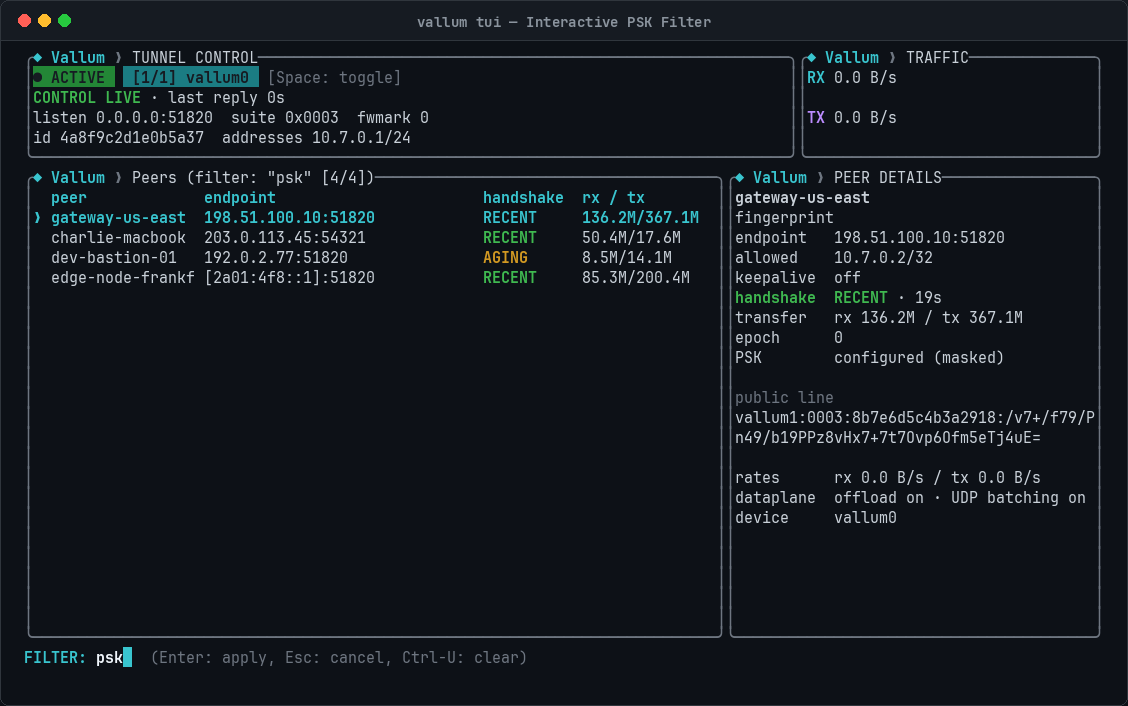 vallum tui — Interactive PSK Filter
◆ Vallum ❯ TUNNEL CONTROL
● ACTIVE [1/1] vallum0 [Space: toggle]
CONTROL LIVE · last reply 0s
listen 0.0.0.0:51820 suite 0x0003 fwmark 0
id 4a8f9c2d1e0b5a37 addresses 10.7.0.1/24
◆ Vallum ❯ TRAFFIC
RX 0.0 B/s
TX 0.0 B/s
◆ Vallum ❯ Peers (filter: "psk" [4/4])
peer endpoint handshake rx / tx
❯ gateway-us-east 198.51.100.10:51820 RECENT 136.2M/367.1M
charlie-macbook 203.0.113.45:54321 RECENT 50.4M/17.6M
dev-bastion-01 192.0.2.77:51820 AGING 8.5M/14.1M
edge-node-frankf [2a01:4f8::1]:51820 RECENT 85.3M/200.4M
◆ Vallum ❯ PEER DETAILS
gateway-us-east
fingerprint
endpoint 198.51.100.10:51820
allowed 10.7.0.2/32
keepalive off
handshake RECENT · 19s
transfer rx 136.2M / tx 367.1M
epoch 0
PSK configured (masked)
public line
vallum1:0003:8b7e6d5c4b3a2918:/v7+/f79/P
n49/b19PPz8vHx7+7t7Ovp6Ofm5eTj4uE=
rates rx 0.0 B/s / tx 0.0 B/s
dataplane offload on · UDP batching on
device vallum0
FILTER: psk (Enter: apply, Esc: cancel, Ctrl-U: clear)